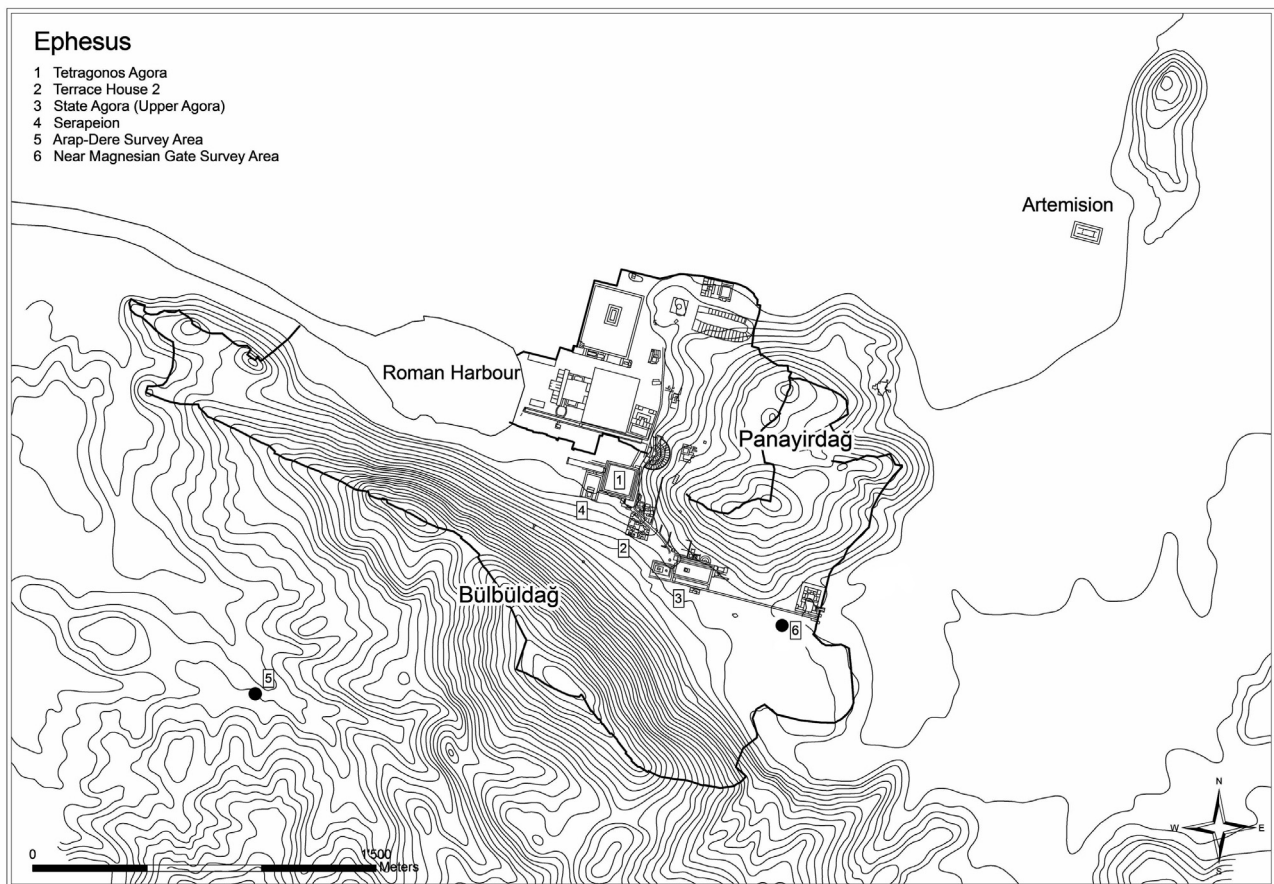 Ephesus
1 Tetragonos Agora
2 Terrace House 2
3 State Agora (Upper Agora)
4 Serapeion
5 Arap-Dere Survey Area
6 Near Magnesian Gate Survey Area
Artemision
Roman Harbour
Panayirdağ
1
4
2
3
Bülbüldağ
6
5
N
W E
S
0 1'500
Meters